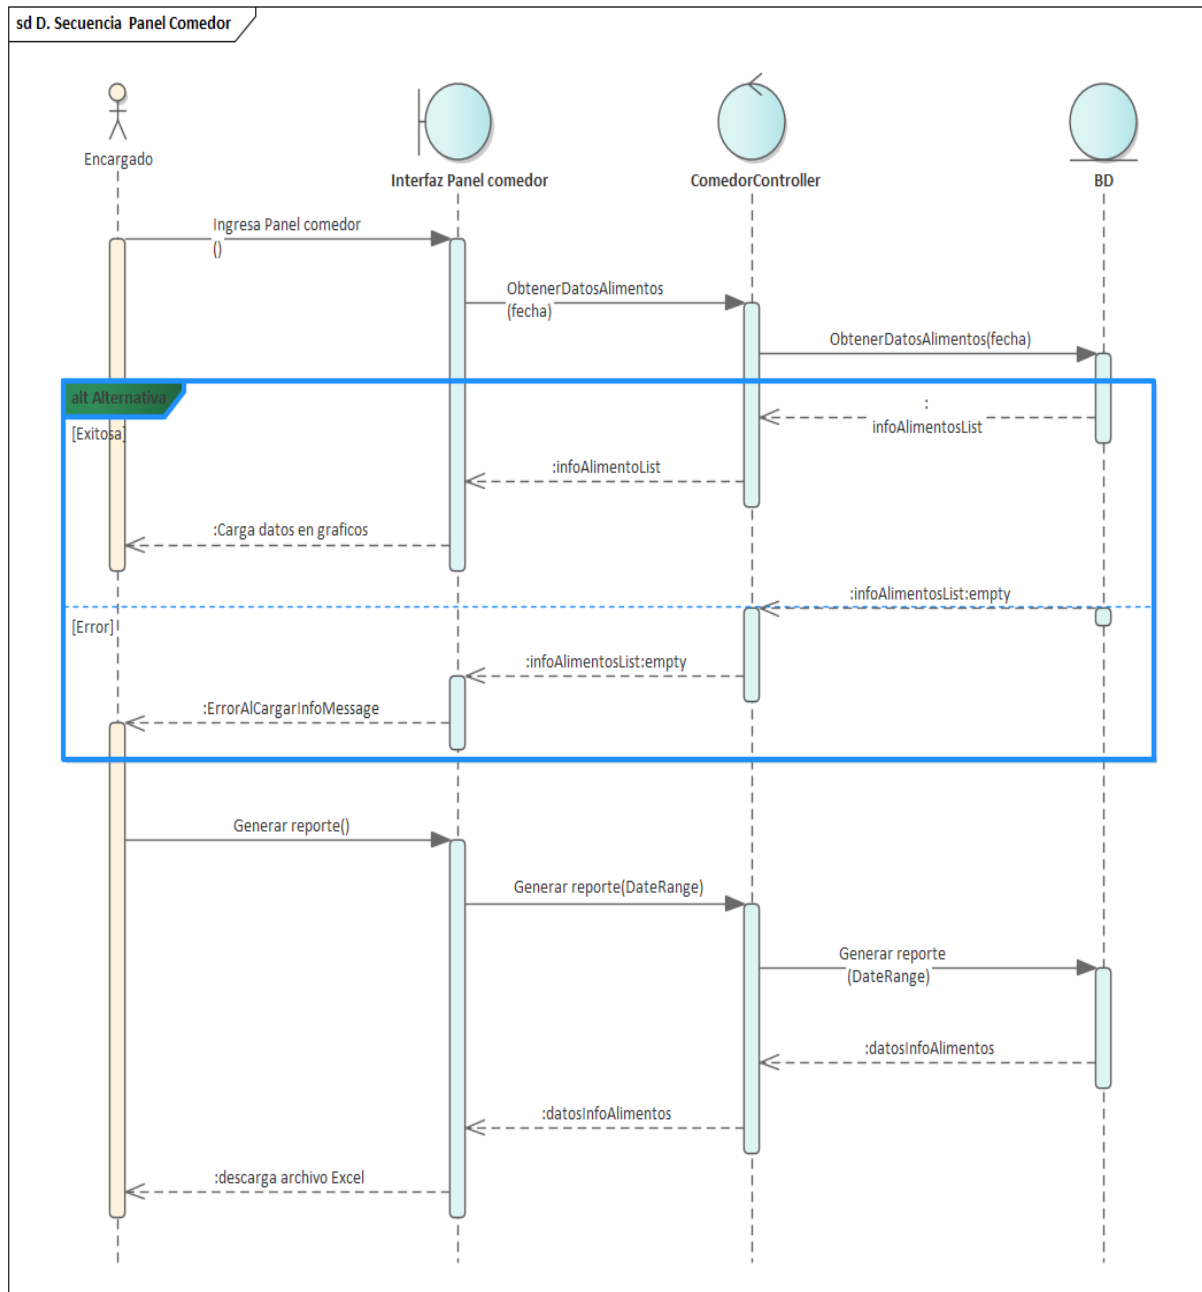 sd D. Secuencia  Panel Comedor
Encargado
Interfaz Panel comedor
ComedorController
BD
Ingresa Panel comedor
()
ObtenerDatosAlimentos
(fecha)
ObtenerDatosAlimentos(fecha)
alt Alternativa
[Exitosa]
:
infoAlimentosList
:infoAlimentoList
:Carga datos en graficos
:infoAlimentosList:empty
[Error]
:infoAlimentosList:empty
:ErrorAlCargarInfoMessage
Generar reporte()
Generar reporte(DateRange)
Generar reporte
(DateRange)
:datosInfoAlimentos
:datosInfoAlimentos
:descarga archivo Excel